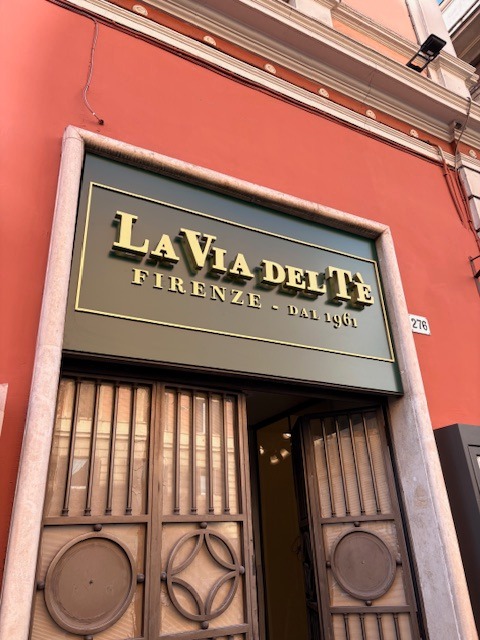 LA VIA DEL TÈ
FIRENZE - DAL 1961
276